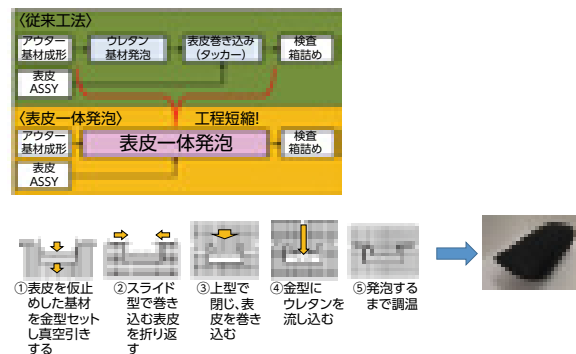 〈従来工法〉
アウター
基材成形
ウレタン
基材発泡
表皮巻き込み
（タッカー）
検査
箱詰め
表皮
ASSY
〈表皮一体発泡〉
工程短縮!
アウター
基材成形
表皮一体発泡
検査
箱詰め
表皮
ASSY
①表皮を仮止
めした基材
を金型セット
し真空引き
する
②スライド
型で巻き
込む表皮
を折り返
す
③上型で
閉じ、表
皮を巻き
込む
④金型に
ウレタンを
流し込む
⑤発泡する
まで調温